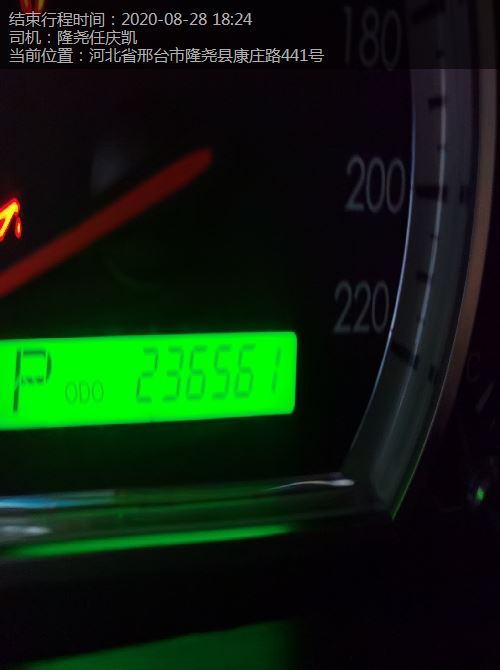 结束行程时间：2020-08-28 18:24
司机：隆尧任庆凯
当前位置：河北省邢台市隆尧县康庄路441号
180
200
220
P ODO 236561